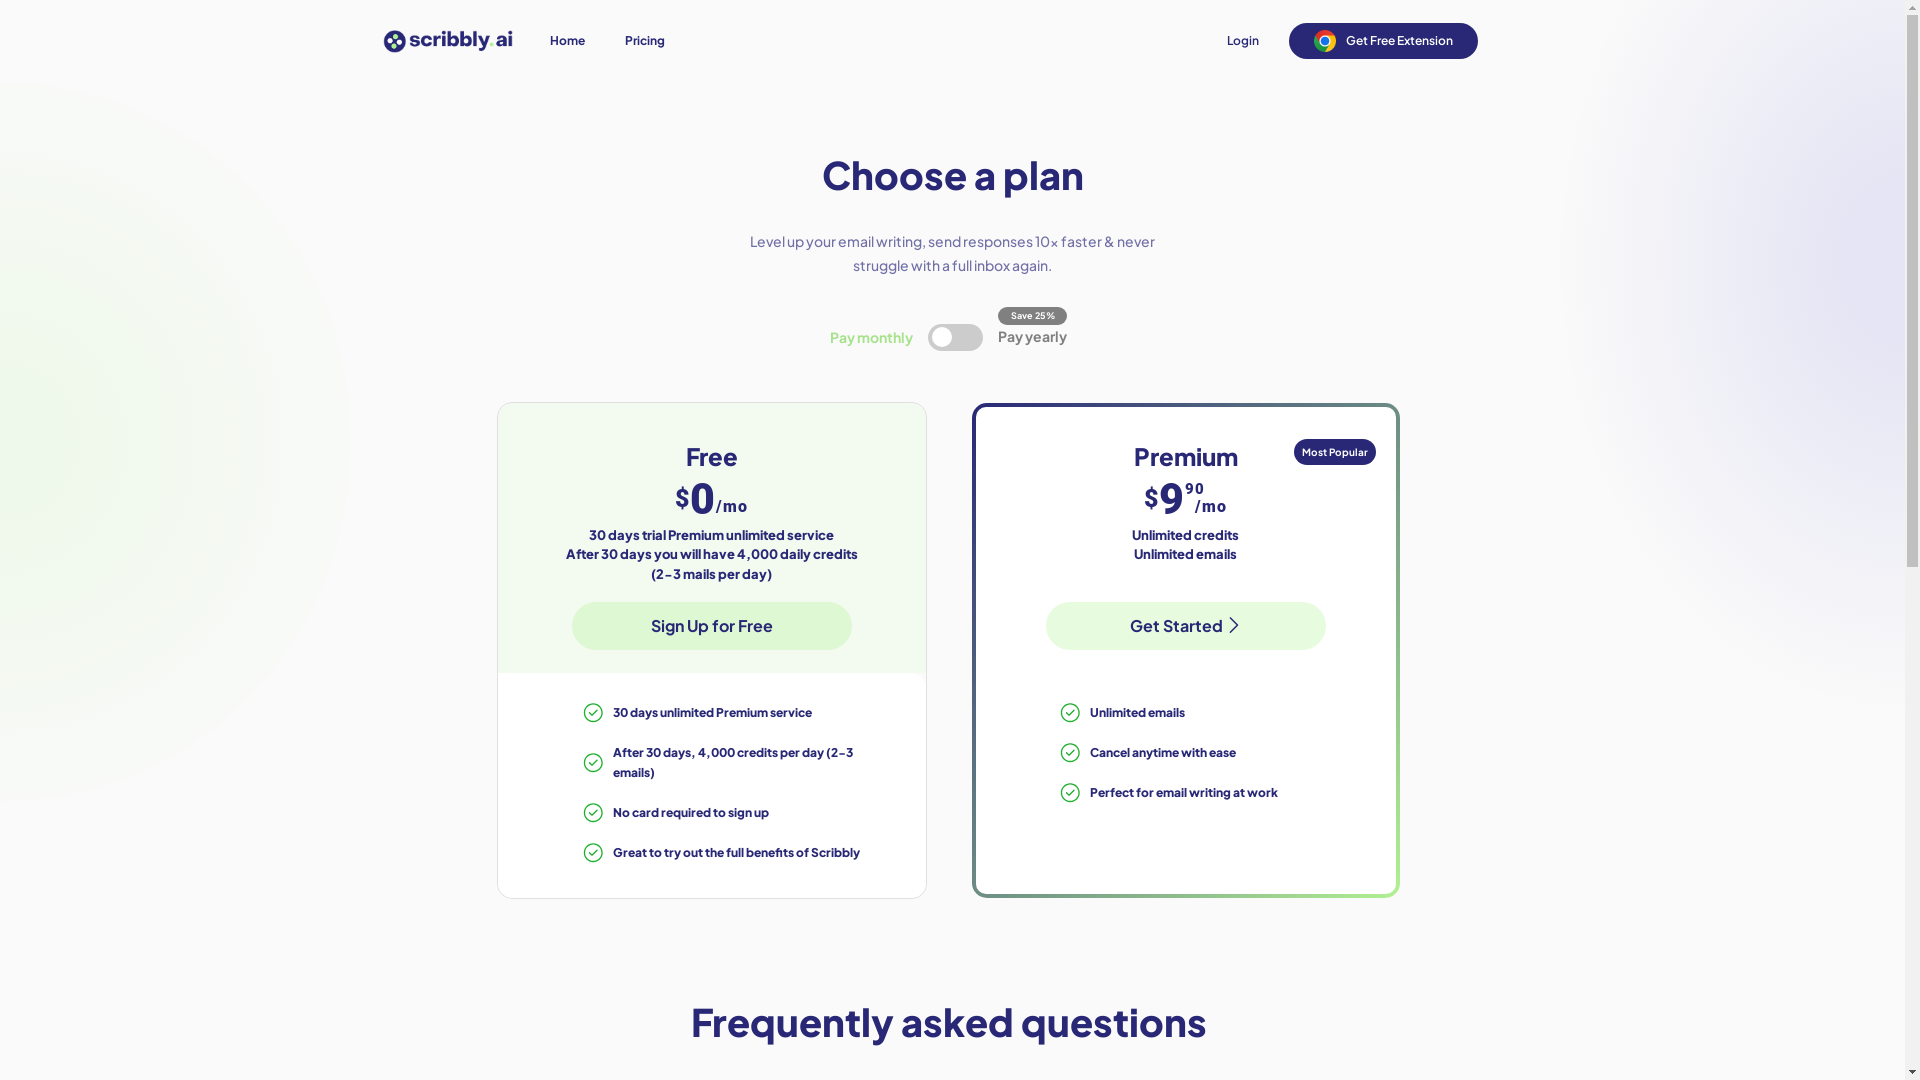 scribbly.ai
Home
Pricing
Login
Get Free Extension
Choose a plan
Level up your email writing, send responses 10x faster & never
struggle with a full inbox again.
Pay monthly
Save 25%
Pay yearly
Free
$0/mo
30 days trial Premium unlimited service
After 30 days you will have 4,000 daily credits
(2-3 mails per day)
Sign Up for Free
30 days unlimited Premium service
After 30 days, 4,000 credits per day (2-3
emails)
No card required to sign up
Great to try out the full benefits of Scribbly
Premium
Most Popular
$9 90 /mo
Unlimited credits
Unlimited emails
Get Started
Unlimited emails
Cancel anytime with ease
Perfect for email writing at work
Frequently asked questions